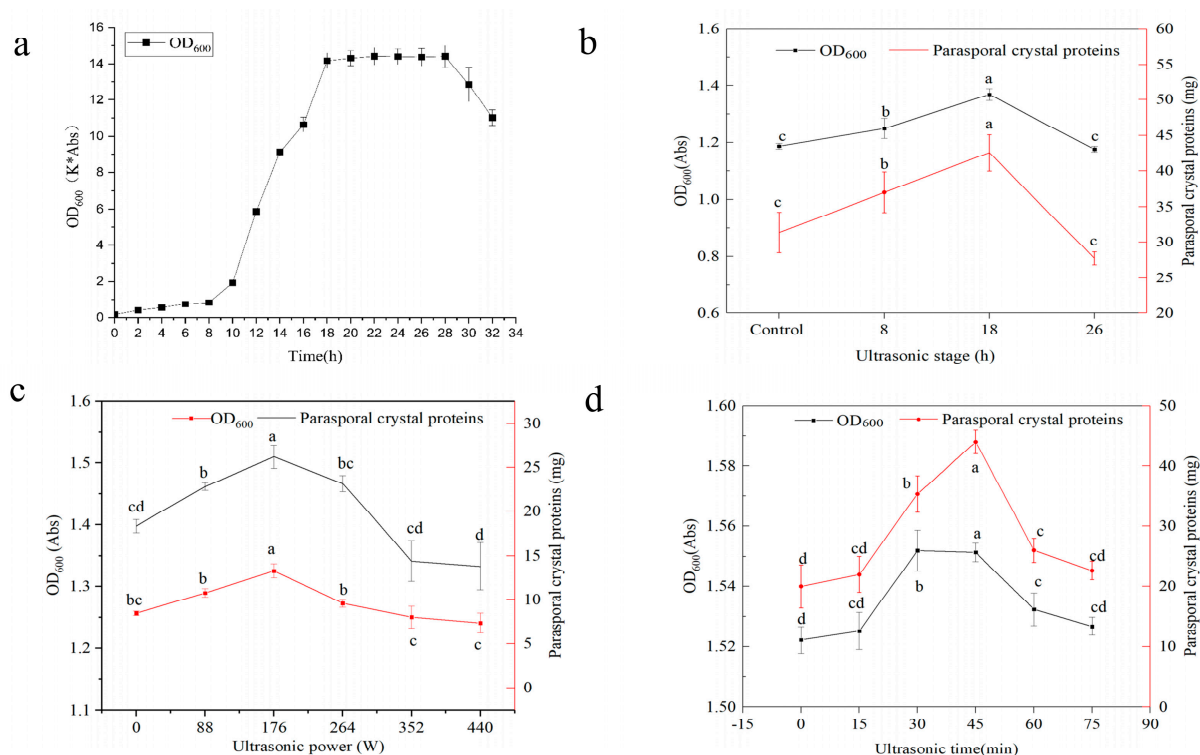 a
OD600
OD600 (K*Abs)
16
14
12
10
8
6
4
2
0
0 2 4 6 8 10 12 14 16 18 20 22 24 26 28 30 32 34
Time(h)
b
OD600 Parasporal crystal proteins
OD600(Abs)
1.6
1.4
1.2
1.0
0.8
0.6
c b a c
c b a c
60
55
50
45
40
35
30
25
20
Parasporal crystal proteins (mg)
Control 8 18 26
Ultrasonic stage (h)
c
OD600 Parasporal crystal proteins
OD600 (Abs)
1.6
1.5
1.4
1.3
1.2
1.1
cd b a bc cd d
bc b a b c c
30
25
20
15
10
5
0
Parasporal crystal proteins (mg)
0 88 176 264 352 440
Ultrasonic power (W)
d
OD600 Parasporal crystal proteins
OD600(Abs)
1.60
1.58
1.56
1.54
1.52
1.50
d cd b a c cd
d cd b a c cd
50
40
30
20
10
0
Parasporal crystal proteins (mg)
-15 0 15 30 45 60 75 90
Ultrasonic time(min)